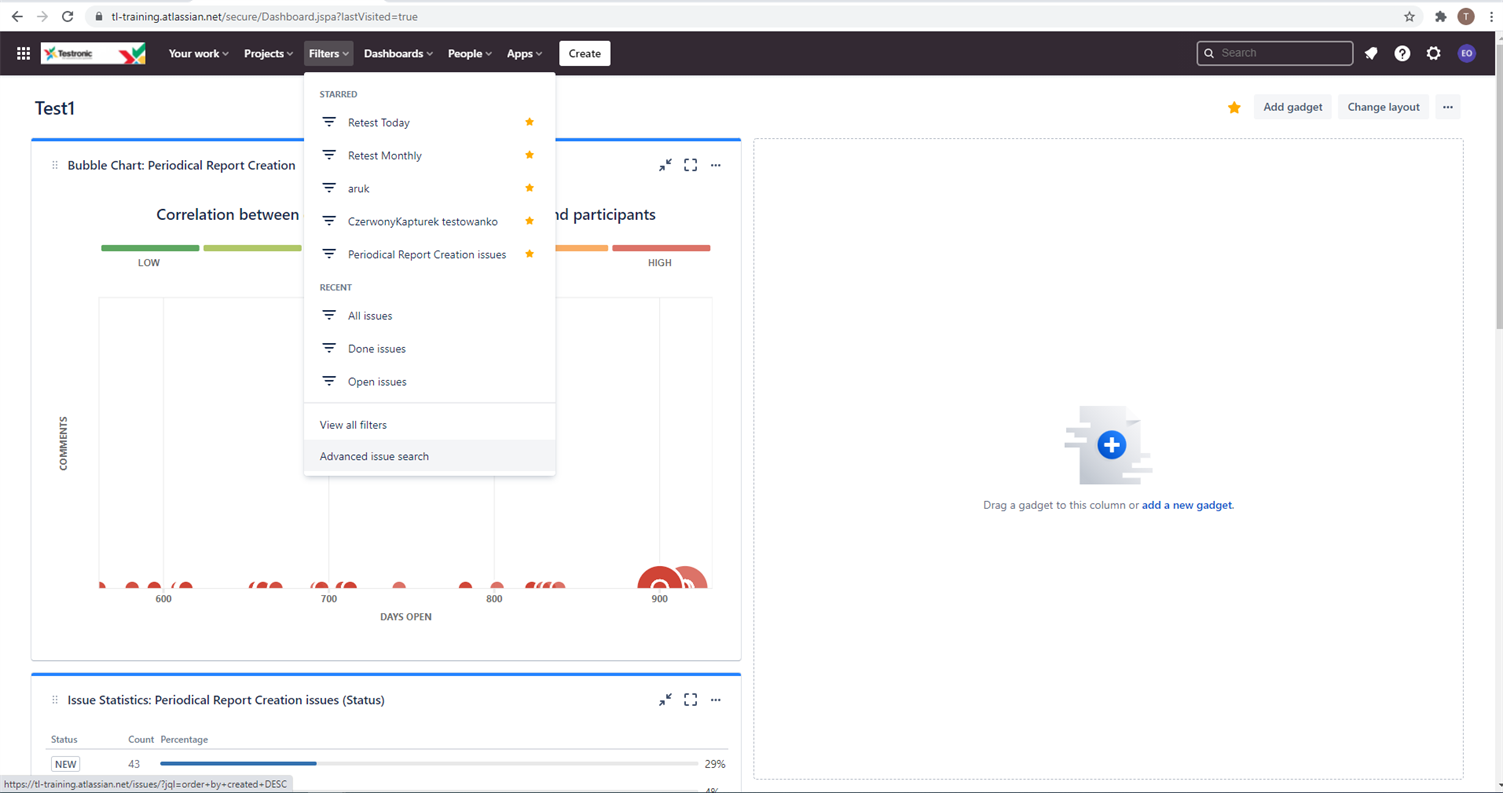 tl-training.atlassian.net/secure/Dashboard.jspa?lastVisited=true
T
Testronic
Your work
Projects
Filters
Dashboards
People
Apps
Create
Search
EO
Test1
Add gadget
Change layout
STARRED
Retest Today
Retest Monthly
aruk
CzerwonyKapturek testowanko
Periodical Report Creation issues
RECENT
All issues
Done issues
Open issues
View all filters
Advanced issue search
Bubble Chart: Periodical Report Creation
Correlation between
nd participants
LOW
HIGH
COMMENTS
600
700
800
900
DAYS OPEN
Drag a gadget to this column or add a new gadget.
Issue Statistics: Periodical Report Creation issues (Status)
Status Count Percentage
NEW 43 29%
4%
https://tl-training.atlassian.net/issues/?jql=order+by+created+DESC